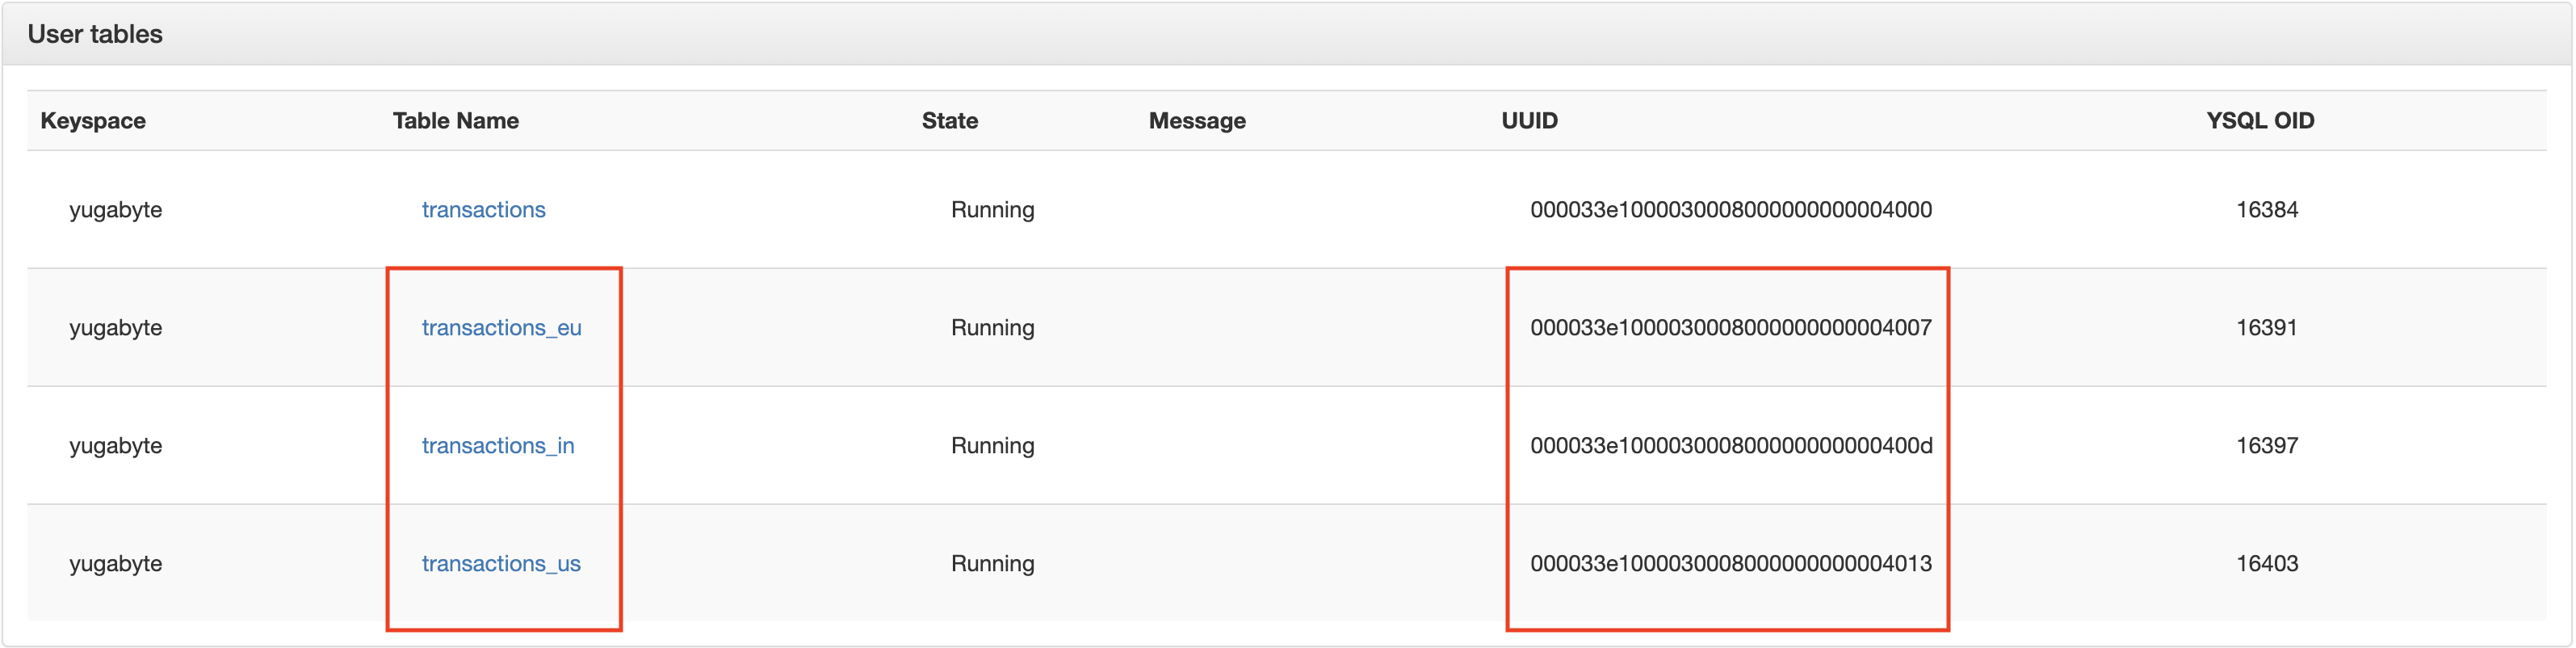 User tables
Keyspace Table Name State Message UUID YSQL OID
yugabyte transactions Running 000033e1000030008000000000004000 16384
yugabyte transactions_eu Running 000033e1000030008000000000004007 16391
yugabyte transactions_in Running 000033e100003000800000000000400d 16397
yugabyte transactions_us Running 000033e1000030008000000000004013 16403